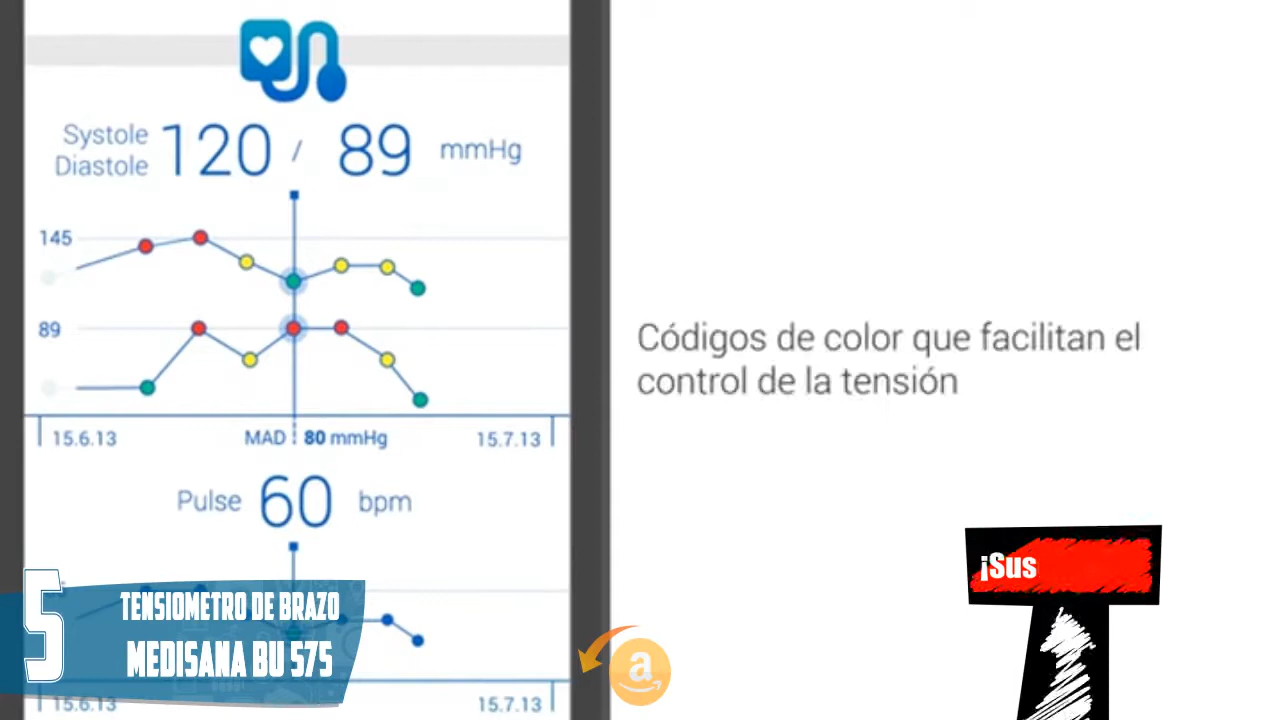 Systole 120 / 89 mmHg
Diastole
145
89
15.6.13 MAD 80 mmHg 15.7.13
Pulse 60 bpm
15.6.13 15.7.13
Códigos de color que facilitan el
control de la tensión
5
TENSIOMETRO DE BRAZO
MEDISANA BU 575
a
¡Sus